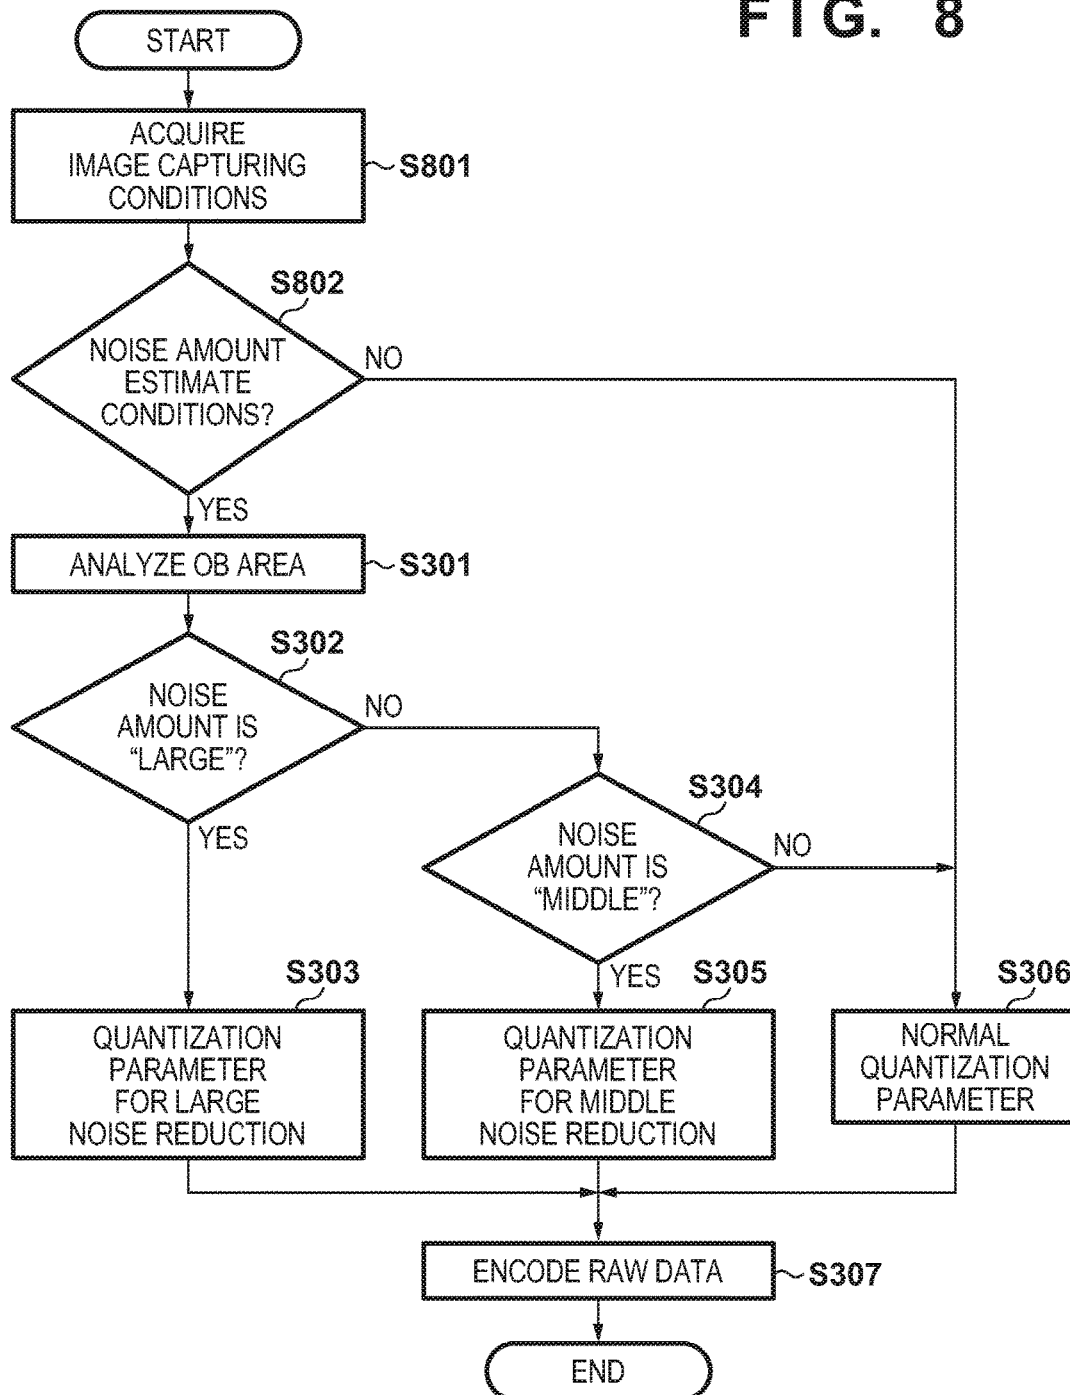 FIG. 8
START
ACQUIRE
IMAGE CAPTURING
CONDITIONS
S801
S802
NOISE AMOUNT
ESTIMATE
CONDITIONS?
NO
YES
ANALYZE OB AREA
S301
S302
NOISE
AMOUNT IS
“LARGE”?
NO
YES
S304
NOISE
AMOUNT IS
“MIDDLE”?
NO
YES
S303
QUANTIZATION
PARAMETER
FOR LARGE
NOISE REDUCTION
S305
QUANTIZATION
PARAMETER
FOR MIDDLE
NOISE REDUCTION
S306
NORMAL
QUANTIZATION
PARAMETER
ENCODE RAW DATA
S307
END